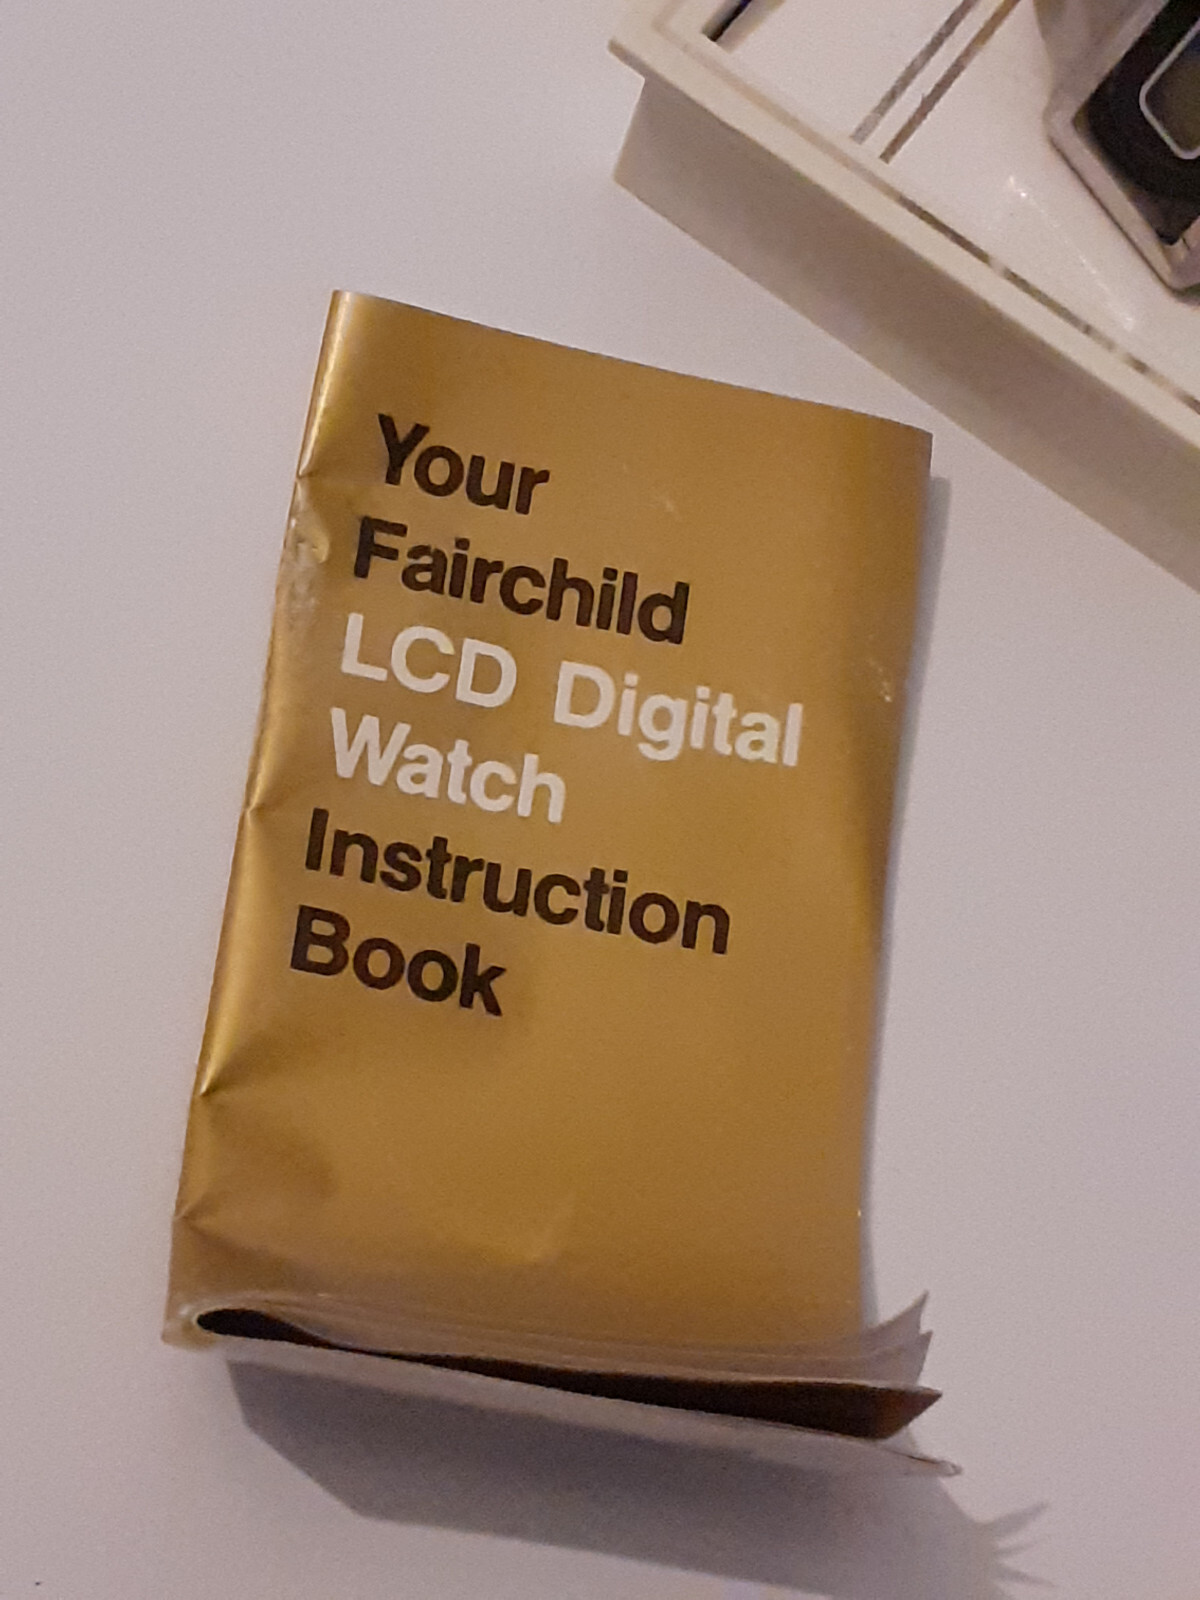 Your
Fairchild
LCD Digital
Watch
Instruction
Book